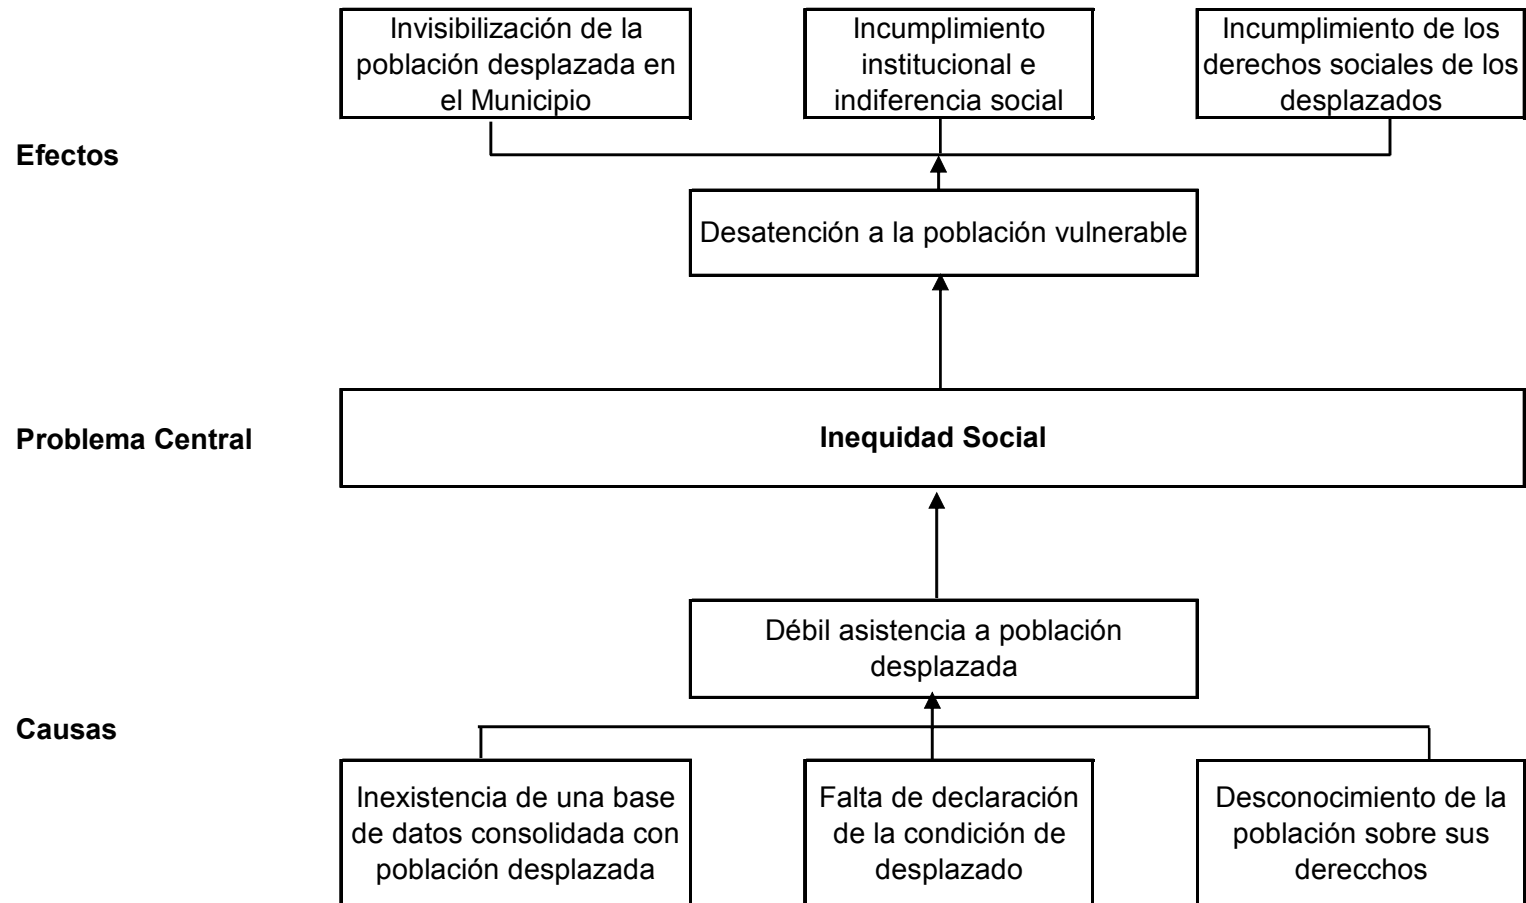 Invisibilización de la
población desplazada en
el Municipio
Incumplimiento
institucional e
indiferencia social
Incumplimiento de los
derechos sociales de los
desplazados
Efectos
Desatención a la población vulnerable
Problema Central
Inequidad Social
Débil asistencia a población
desplazada
Causas
Inexistencia de una base
de datos consolidada con
población desplazada
Falta de declaración
de la condición de
desplazado
Desconocimiento de la
población sobre sus
derecchos